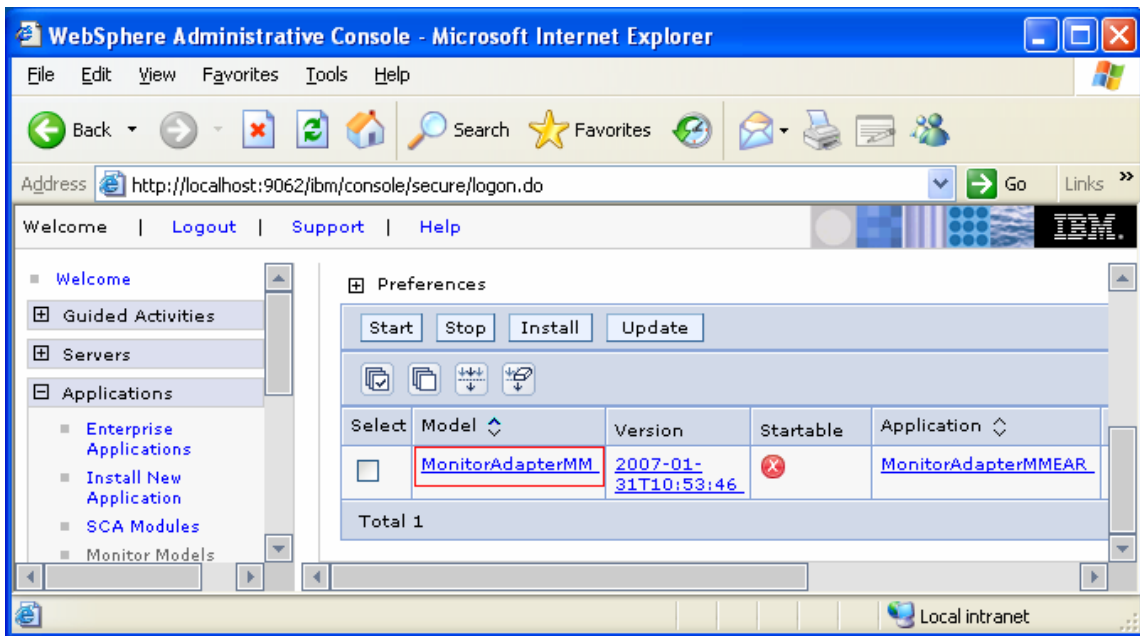 WebSphere Administrative Console - Microsoft Internet Explorer
File Edit View Favorites Tools Help
Back Search Favorites
Address http://localhost:9062/ibm/console/secure/logon.do Go Links »
Welcome | Logout | Support | Help IBM.
Welcome
Guided Activities
Servers
Applications
Enterprise
Applications
Install New
Application
SCA Modules
Monitor Models
Preferences
Start Stop Install Update
Select Model Version Startable Application
MonitorAdapterMM 2007-01-
31T10:53:46 MonitorAdapterMMEAR
Total 1
Local intranet